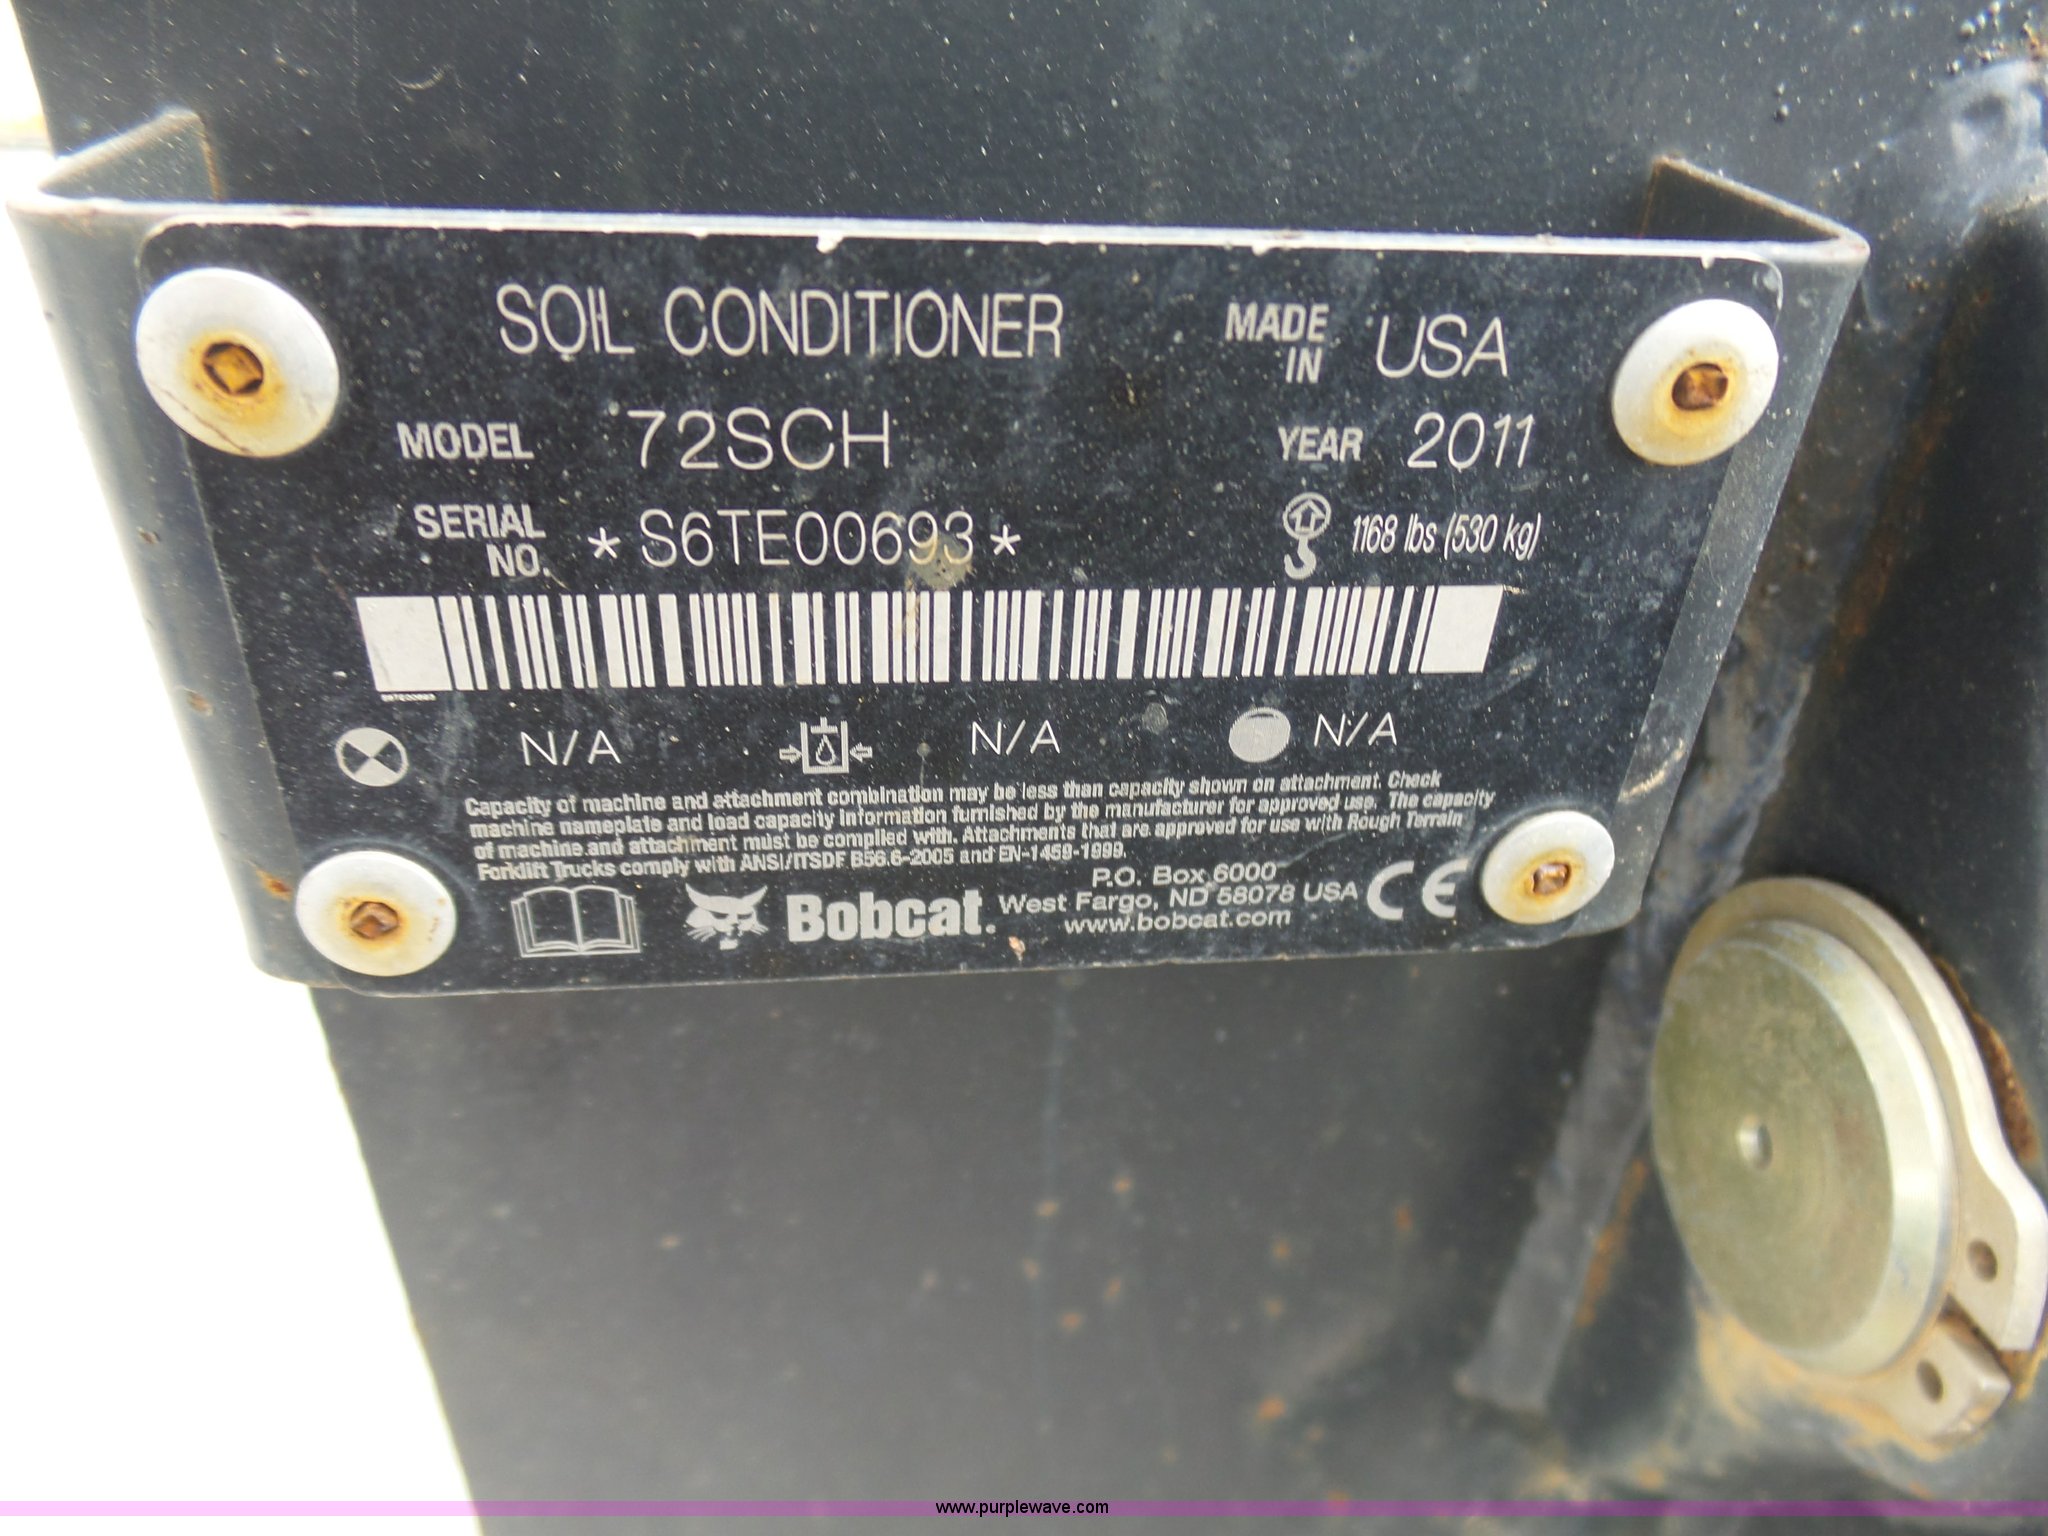 SOIL CONDITIONER
MADE IN USA
MODEL 72SCH
YEAR 2011
SERIAL NO. *S6TE00693*
1168 lbs (530 kg)
S6TE00693
N/A N/A N/A
Capacity of machine and attachment combination may be less than capacity shown on attachment. Check
machine nameplate and load capacity information furnished by the manufacturer for approved use. The capacity
of machine and attachment must be complied with. Attachments that are approved for use with Rough Terrain
Forklift Trucks comply with ANSI/ITSDF B56.6-2005 and EN-1459-1999.
Bobcat.
P.O. Box 6000
West Fargo, ND 58078 USA
www.bobcat.com
CE
www.purplewave.com